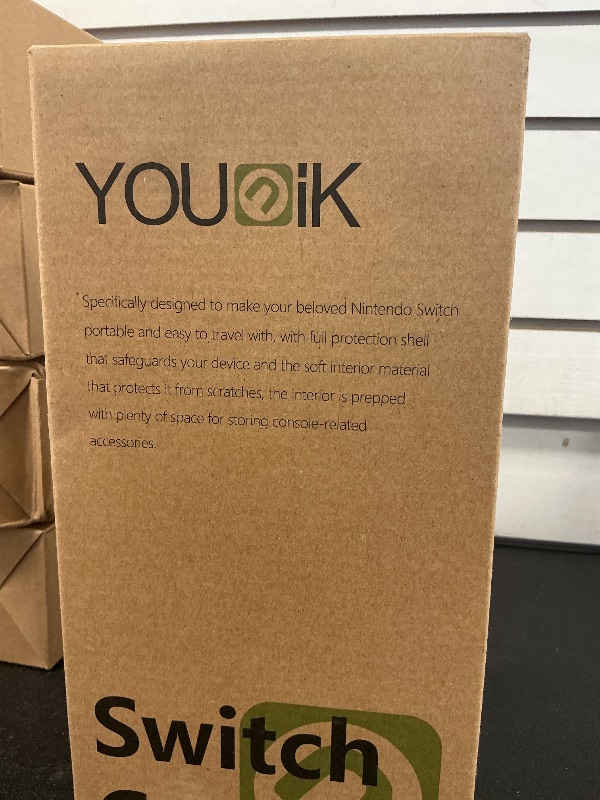 YOUniK
Specifically designed to make your beloved Nintendo Switch
portable and easy to travel with, with full protection shell
that safeguards your device and the soft interior material
that protects it from scratches, the interior is prepped
with plenty of space for storing console-related
accessories.
Switch